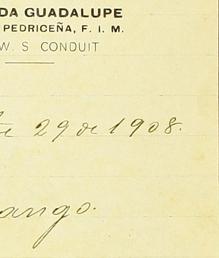 DA GUADALUPE
PEDRICEÑA, F. I. M.
W. S CONDUIT
29 de 1908.
ango.